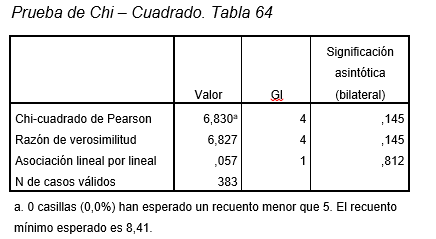 Prueba de Chi – Cuadrado. Tabla 64
Valor Gl Significación asintótica (bilateral)
Chi-cuadrado de Pearson 6,830ª 4 ,145
Razón de verosimilitud 6,827 4 ,145
Asociación lineal por lineal ,057 1 ,812
N de casos válidos 383
a. 0 casillas (0,0%) han esperado un recuento menor que 5. El recuento
mínimo esperado es 8,41.